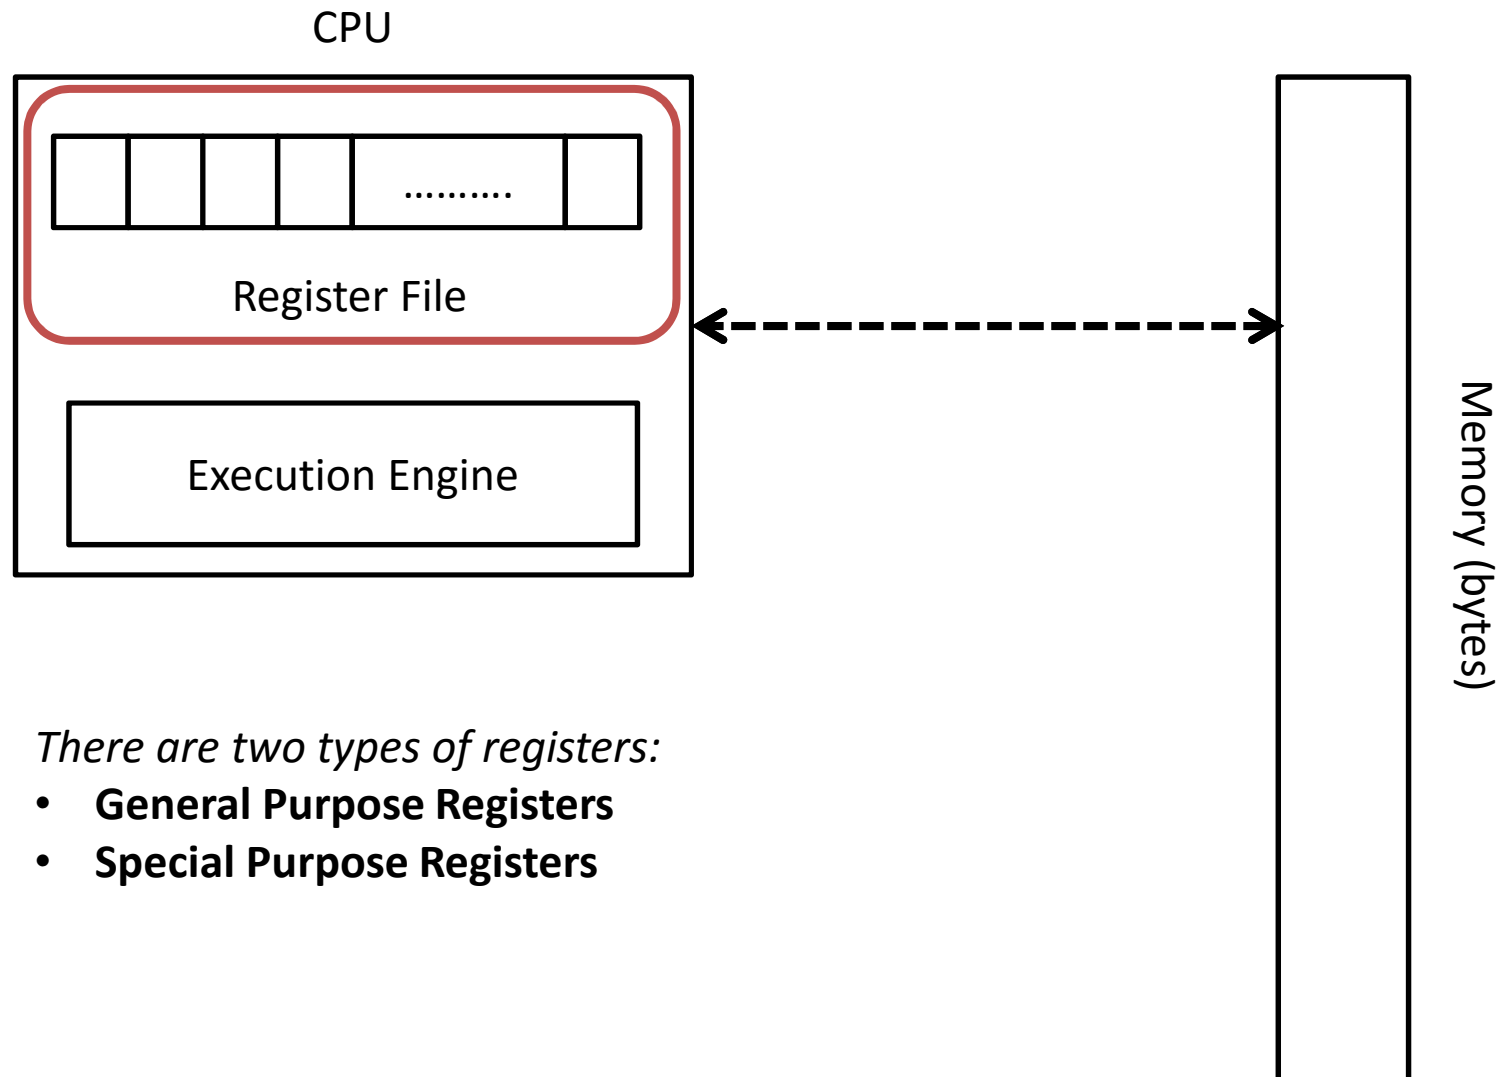 CPU
……….
Register File
Execution Engine
Memory (bytes)
There are two types of registers:
• General Purpose Registers
• Special Purpose Registers